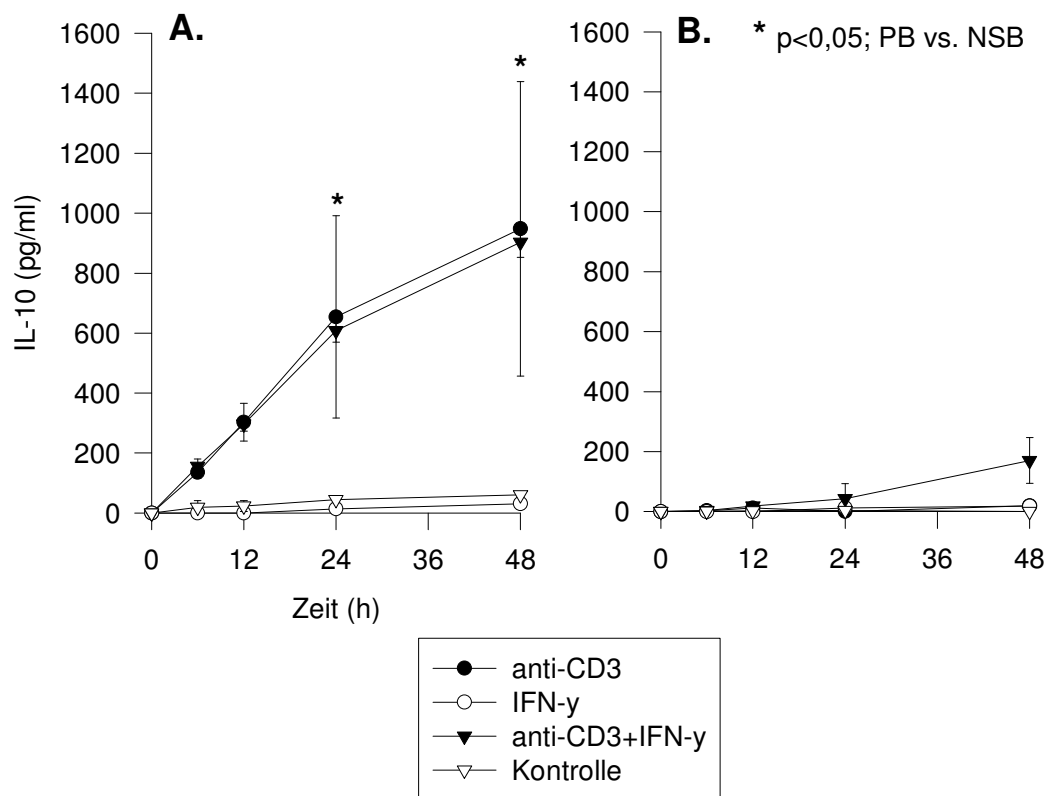 A.
B.
* p<0,05; PB vs. NSB
*
*
1600
1400
1200
1000
800
600
400
200
0
IL-10 (pg/ml)
0 12 24 36 48
Zeit (h)
1600
1400
1200
1000
800
600
400
200
0
0 12 24 36 48
anti-CD3
IFN-y
anti-CD3+IFN-y
Kontrolle